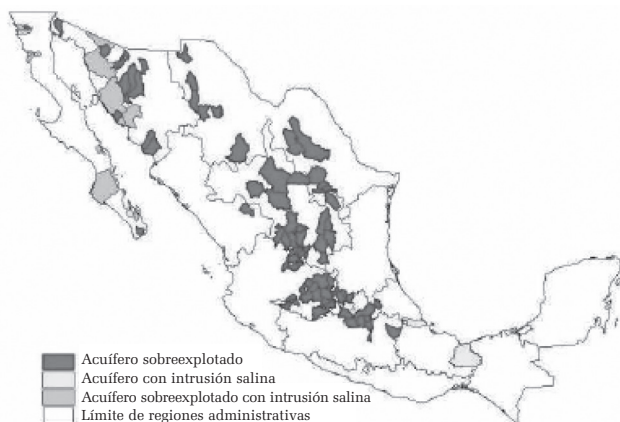 Acuífero sobreexplotado
Acuífero con intrusión salina
Acuífero sobreexplotado con intrusión salina
Límite de regiones administrativas